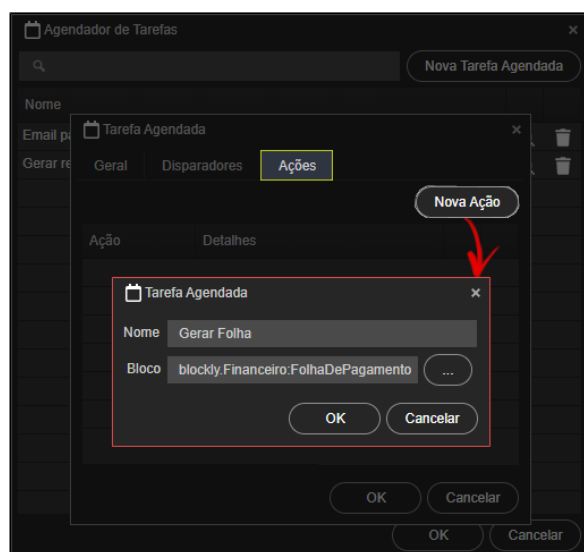 Agendador de Tarefas
Nova Tarefa Agendada
Nome
Email pa
Tarefa Agendada
Gerar re
Geral Disparadores Ações
Nova Ação
Ação Detalhes
Tarefa Agendada
Nome Gerar Folha
Bloco blockly.Financeiro:FolhaDePagamento ...
OK Cancelar
OK Cancelar
OK Cancelar